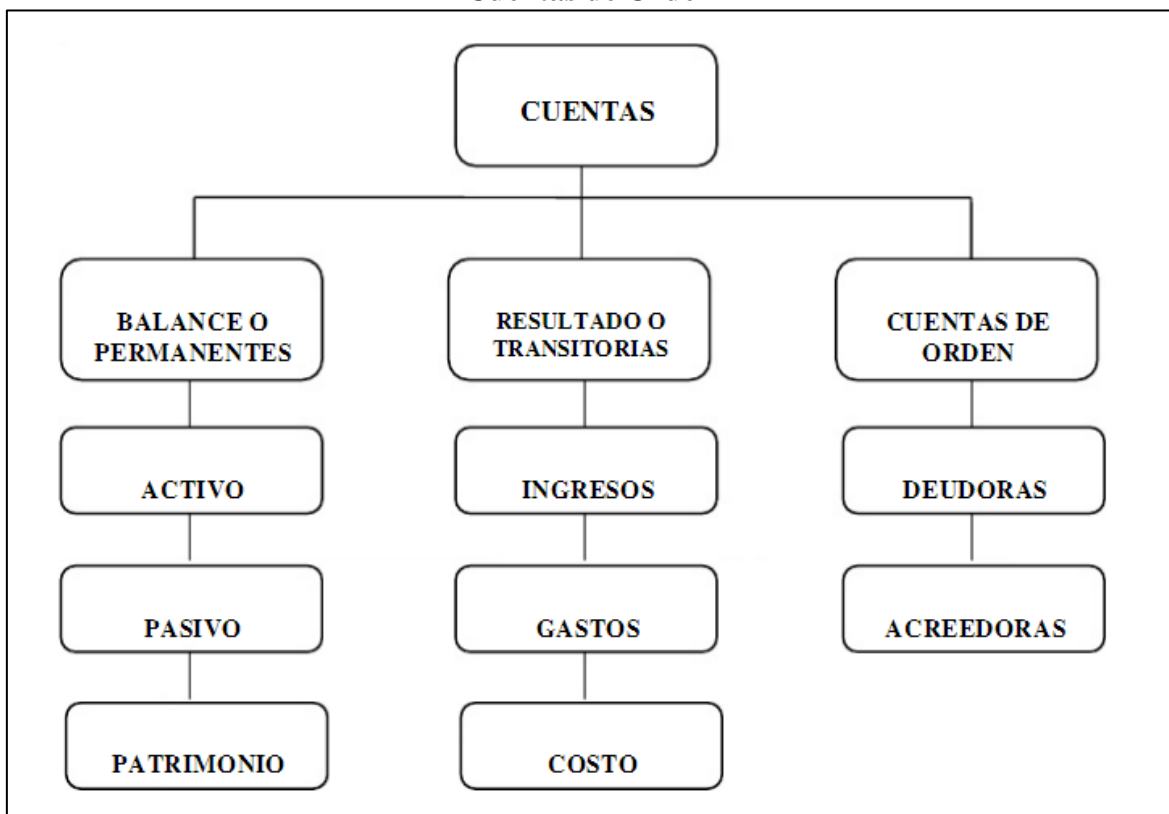 CUENTAS
BALANCE O
PERMANENTES
RESULTADO O
TRANSITORIAS
CUENTAS DE
ORDEN
ACTIVO
INGRESOS
DEUDORAS
PASIVO
GASTOS
ACREEDORAS
PATRIMONIO
COSTO